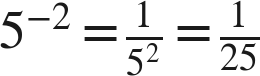 5⁻² = 1/5² = 1/25